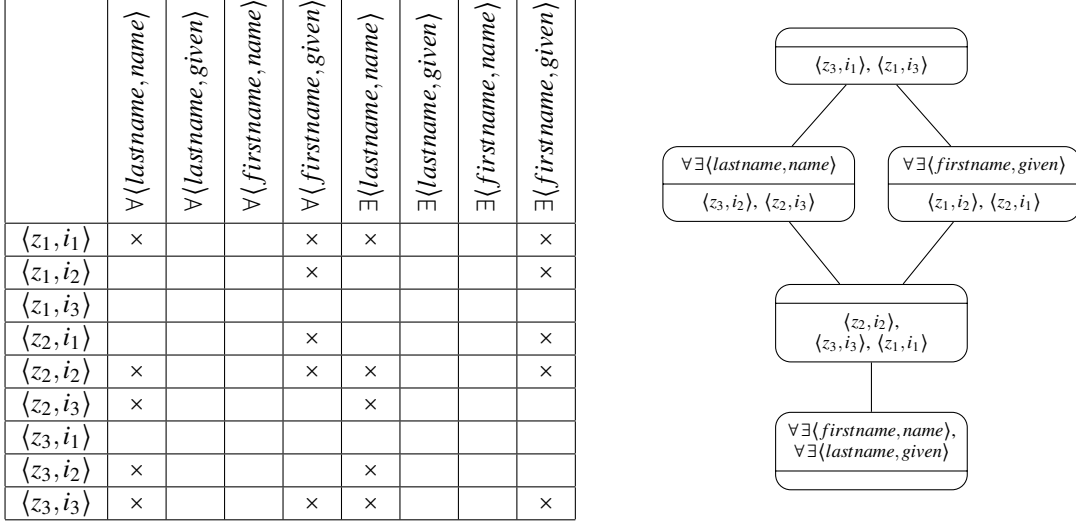 ∀⟨lastname,name⟩ ∀⟨lastname,given⟩ ∀⟨firstname,name⟩ ∀⟨firstname,given⟩ ∃⟨lastname,name⟩ ∃⟨lastname,given⟩ ∃⟨firstname,name⟩ ∃⟨firstname,given⟩
⟨z₁,i₁⟩ × × × ×
⟨z₁,i₂⟩ × ×
⟨z₁,i₃⟩
⟨z₂,i₁⟩ × ×
⟨z₂,i₂⟩ × × × ×
⟨z₂,i₃⟩ × ×
⟨z₃,i₁⟩
⟨z₃,i₂⟩ × ×
⟨z₃,i₃⟩ × × × ×
⟨z₃,i₁⟩, ⟨z₁,i₃⟩
∀∃⟨lastname,name⟩
⟨z₃,i₂⟩, ⟨z₂,i₃⟩
∀∃⟨firstname,given⟩
⟨z₁,i₂⟩, ⟨z₂,i₁⟩
⟨z₂,i₂⟩,
⟨z₃,i₃⟩, ⟨z₁,i₁⟩
∀∃⟨firstname,name⟩,
∀∃⟨lastname,given⟩